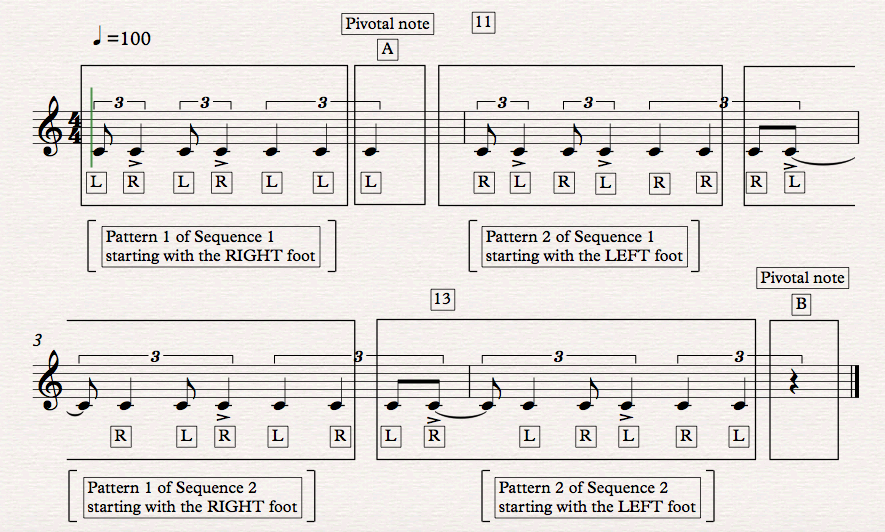 Pivotal note
11
♩=100
A
3 3 3 3 3 3
4
4
L R L R L L L R L R L R R R L
Pattern 1 of Sequence 1
starting with the RIGHT foot
Pattern 2 of Sequence 1
starting with the LEFT foot
Pivotal note
13
B
3
3 3 3 3
R L R L R L R L R L R L
Pattern 1 of Sequence 2
starting with the RIGHT foot
Pattern 2 of Sequence 2
starting with the LEFT foot